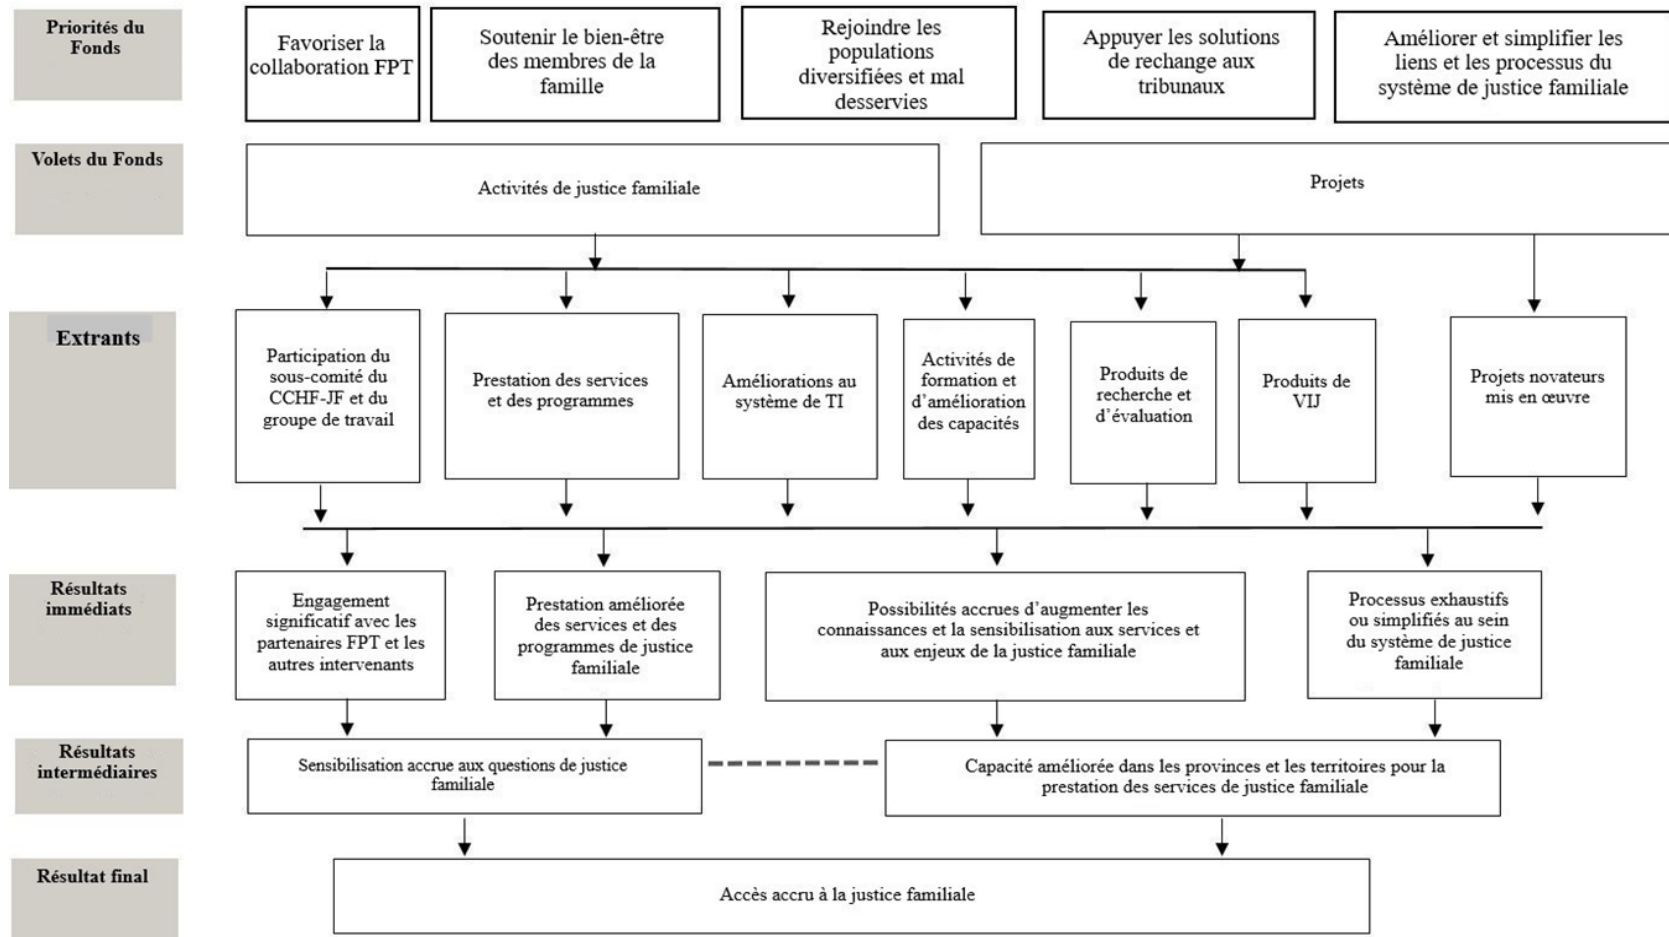 Priorités du
Fonds
Favoriser la
collaboration FPT
Soutenir le bien-être
des membres de la
famille
Rejoindre les
populations
diversifiées et mal
desservies
Appuyer les solutions
de rechange aux
tribunaux
Améliorer et simplifier les
liens et les processus du
système de justice familiale
Volets du Fonds
Activités de justice familiale
Projets
Extrants
Participation du
sous-comité du
CCHF-JF et du
groupe de travail
Prestation des services
et des programmes
Améliorations au
système de TI
Activités de
formation et
d’amélioration
des capacités
Produits de
recherche et
d’évaluation
Produits de
VIJ
Projets novateurs
mis en œuvre
Résultats
immédiats
Engagement
significatif avec les
partenaires FPT et les
autres intervenants
Prestation améliorée
des services et des
programmes de justice
familiale
Possibilités accrues d’augmenter les
connaissances et la sensibilisation aux services et
aux enjeux de la justice familiale
Processus exhaustifs
ou simplifiés au sein
du système de justice
familiale
Résultats
intermédiaires
Sensibilisation accrue aux questions de justice
familiale
Capacité améliorée dans les provinces et les territoires pour la
prestation des services de justice familiale
Résultat final
Accès accru à la justice familiale